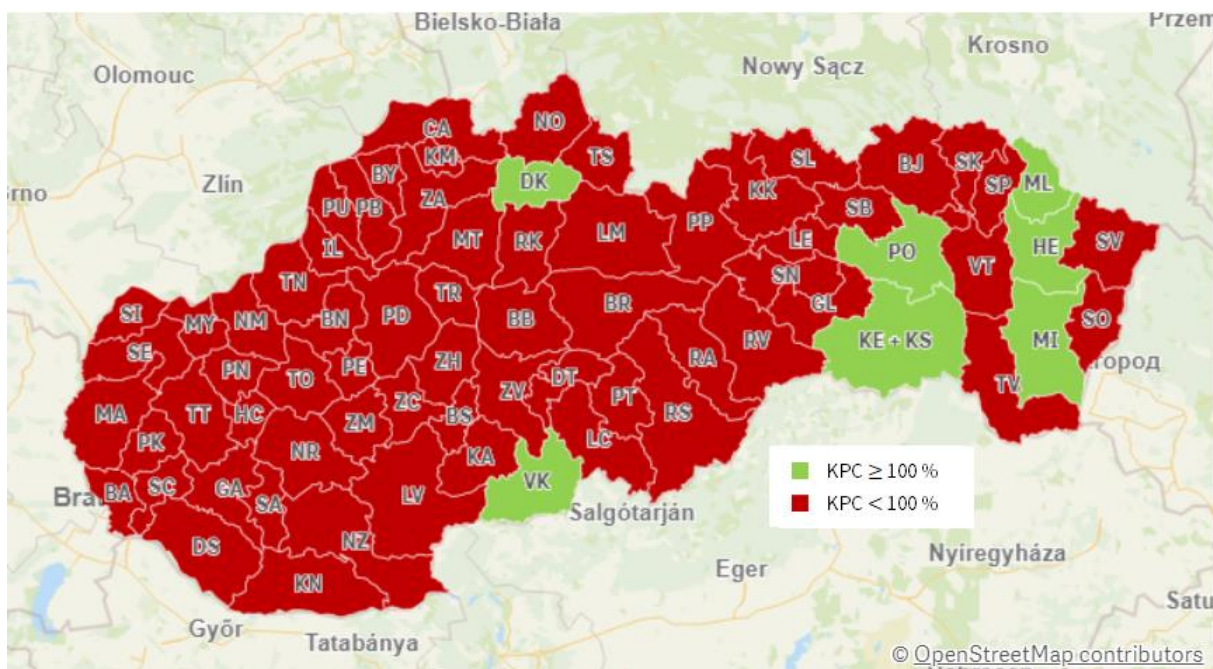 Bielsko-Biała
Przem
Krosno
Olomouc
Nowy Sącz
NO
CA
KM
TS
SL
BJ
SK
BY
DK
KK
SP
ML
Zlín
rno
ZA
PU
PB
SB
PP
LE
MT
RK
LM
PO
HE
SV
IL
VT
SN
TN
TR
GL
SO
SI
MY
NM
BN
PD
BB
BR
KE + KS
MI
RV
SE
PE
ZH
RA
ород
PN
TO
DT
ZV
PT
TV
MA
TT
HC
ZM
ZC
BS
RS
PK
NR
LC
KA
VK
KPC ≥ 100 %
BA
SC
GA
SA
LV
KPC < 100 %
Bra
Salgótarján
DS
NZ
Nyíregyháza
KN
Eger
Satu
Győr
Tatabánya
© OpenStreetMap contributors